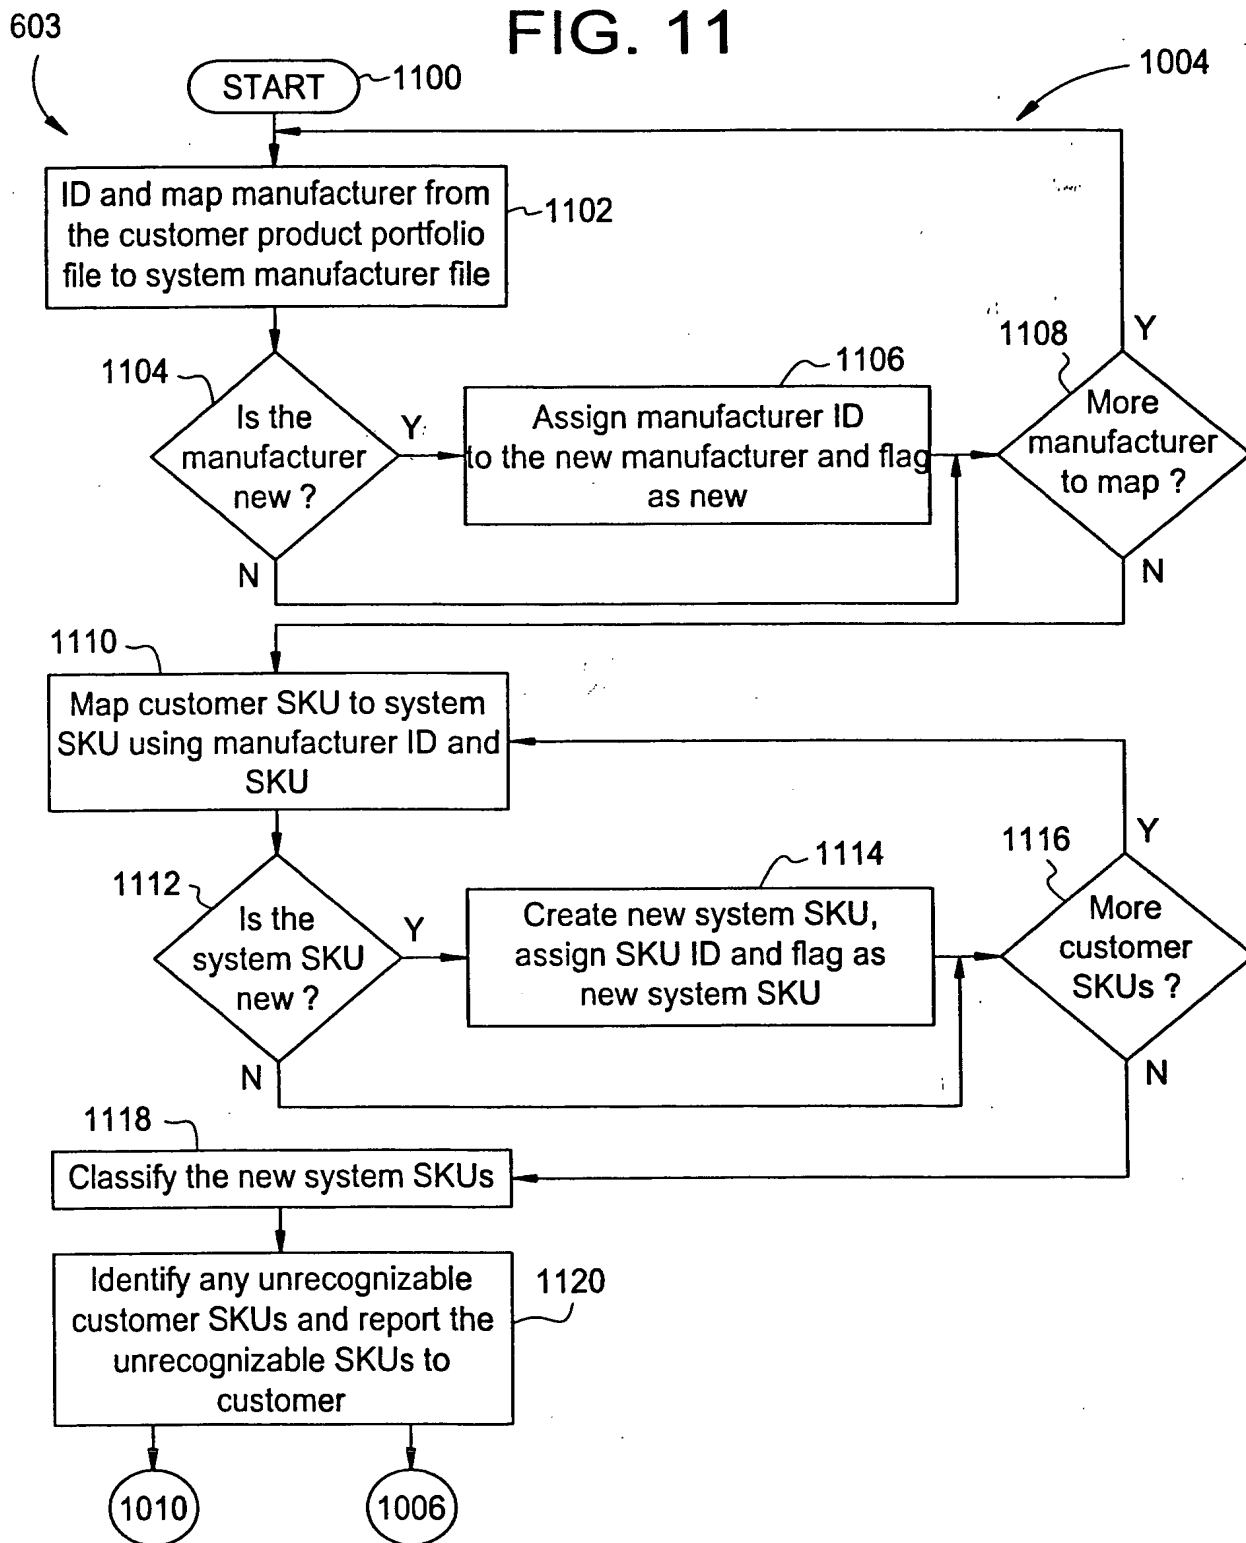 FIG. 11
603
START
1100
1004
ID and map manufacturer from
the customer product portfolio
file to system manufacturer file
1102
1104
Is the
manufacturer
new ?
Y
N
1106
Assign manufacturer ID
to the new manufacturer and flag
as new
1108
More
manufacturer
to map ?
Y
N
1110
Map customer SKU to system
SKU using manufacturer ID and
SKU
1112
Is the
system SKU
new ?
Y
N
1114
Create new system SKU,
assign SKU ID and flag as
new system SKU
1116
More
customer
SKUs ?
Y
N
1118
Classify the new system SKUs
Identify any unrecognizable
customer SKUs and report the
unrecognizable SKUs to
customer
1120
1010
1006